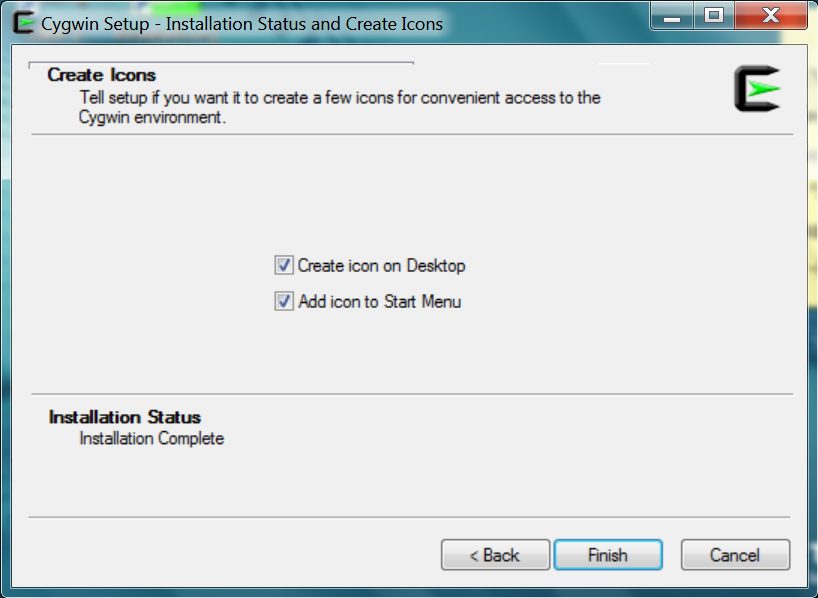 Cygwin Setup - Installation Status and Create Icons
Create Icons
Tell setup if you want it to create a few icons for convenient access to the
Cygwin environment.
Create icon on Desktop
Add icon to Start Menu
Installation Status
Installation Complete
< Back
Finish
Cancel